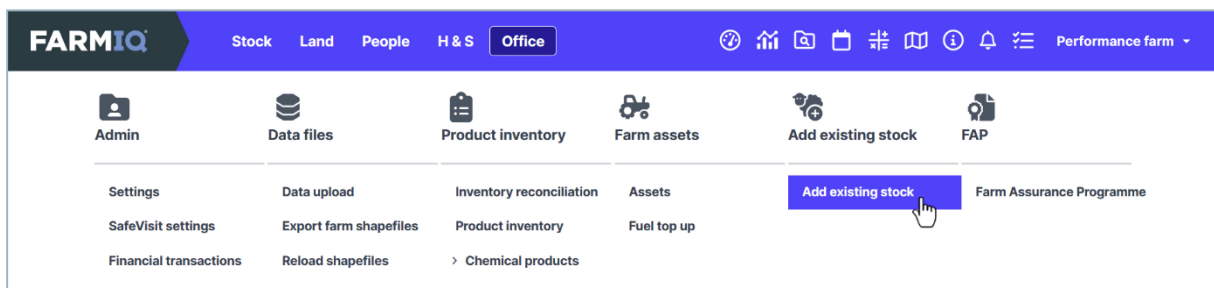 FARMIQ Stock Land People H & S Office Performance farm
Admin Data files Product inventory Farm assets Add existing stock FAP
Settings Data upload Inventory reconciliation Assets Add existing stock Farm Assurance Programme
SafeVisit settings Export farm shapefiles Product inventory Fuel top up
Financial transactions Reload shapefiles > Chemical products